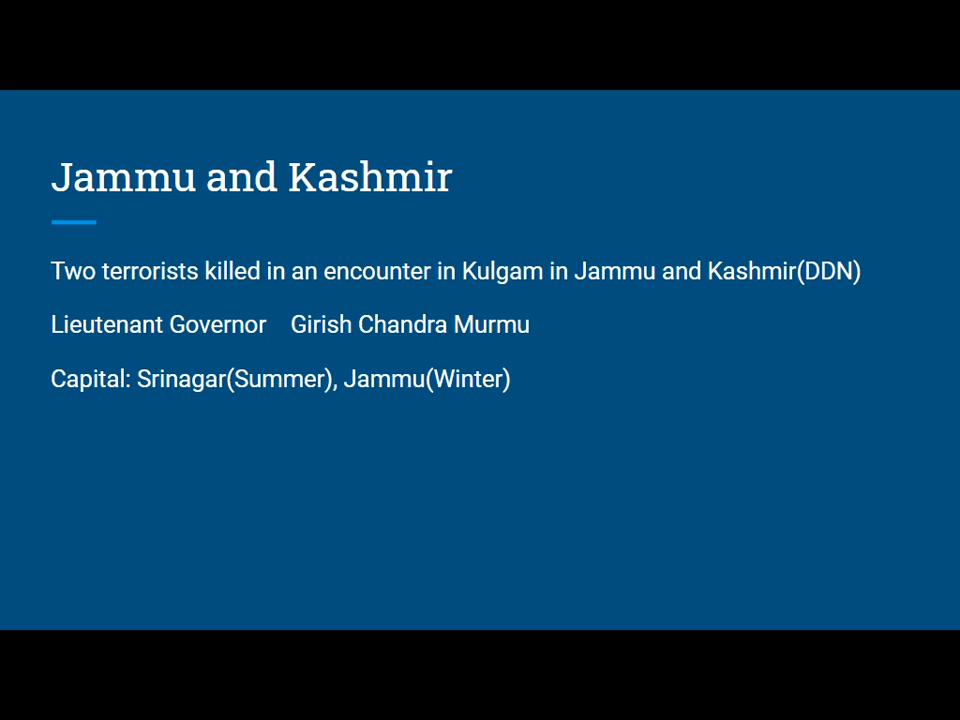 Jammu and Kashmir
Two terrorists killed in an encounter in Kulgam in Jammu and Kashmir(DDN)
Lieutenant Governor    Girish Chandra Murmu
Capital: Srinagar(Summer), Jammu(Winter)